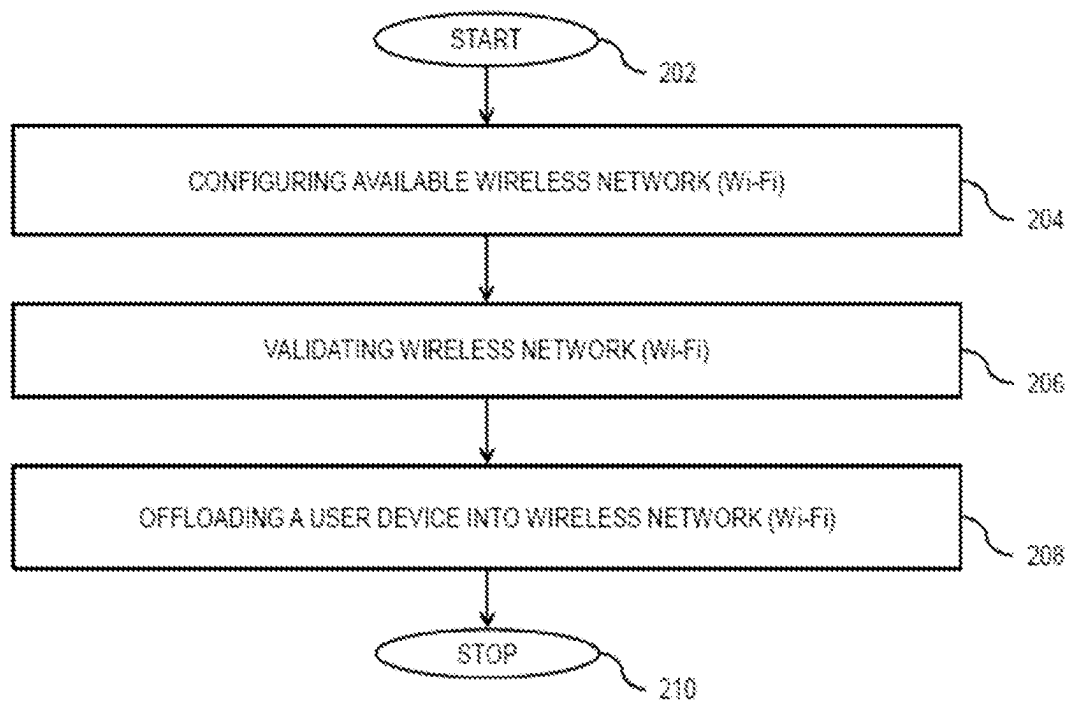 START
202
CONFIGURING AVAILABLE WIRELESS NETWORK (Wi-Fi)
204
VALIDATING WIRELESS NETWORK (Wi-Fi)
206
OFFLOADING A USER DEVICE INTO WIRELESS NETWORK (Wi-Fi)
208
STOP
210